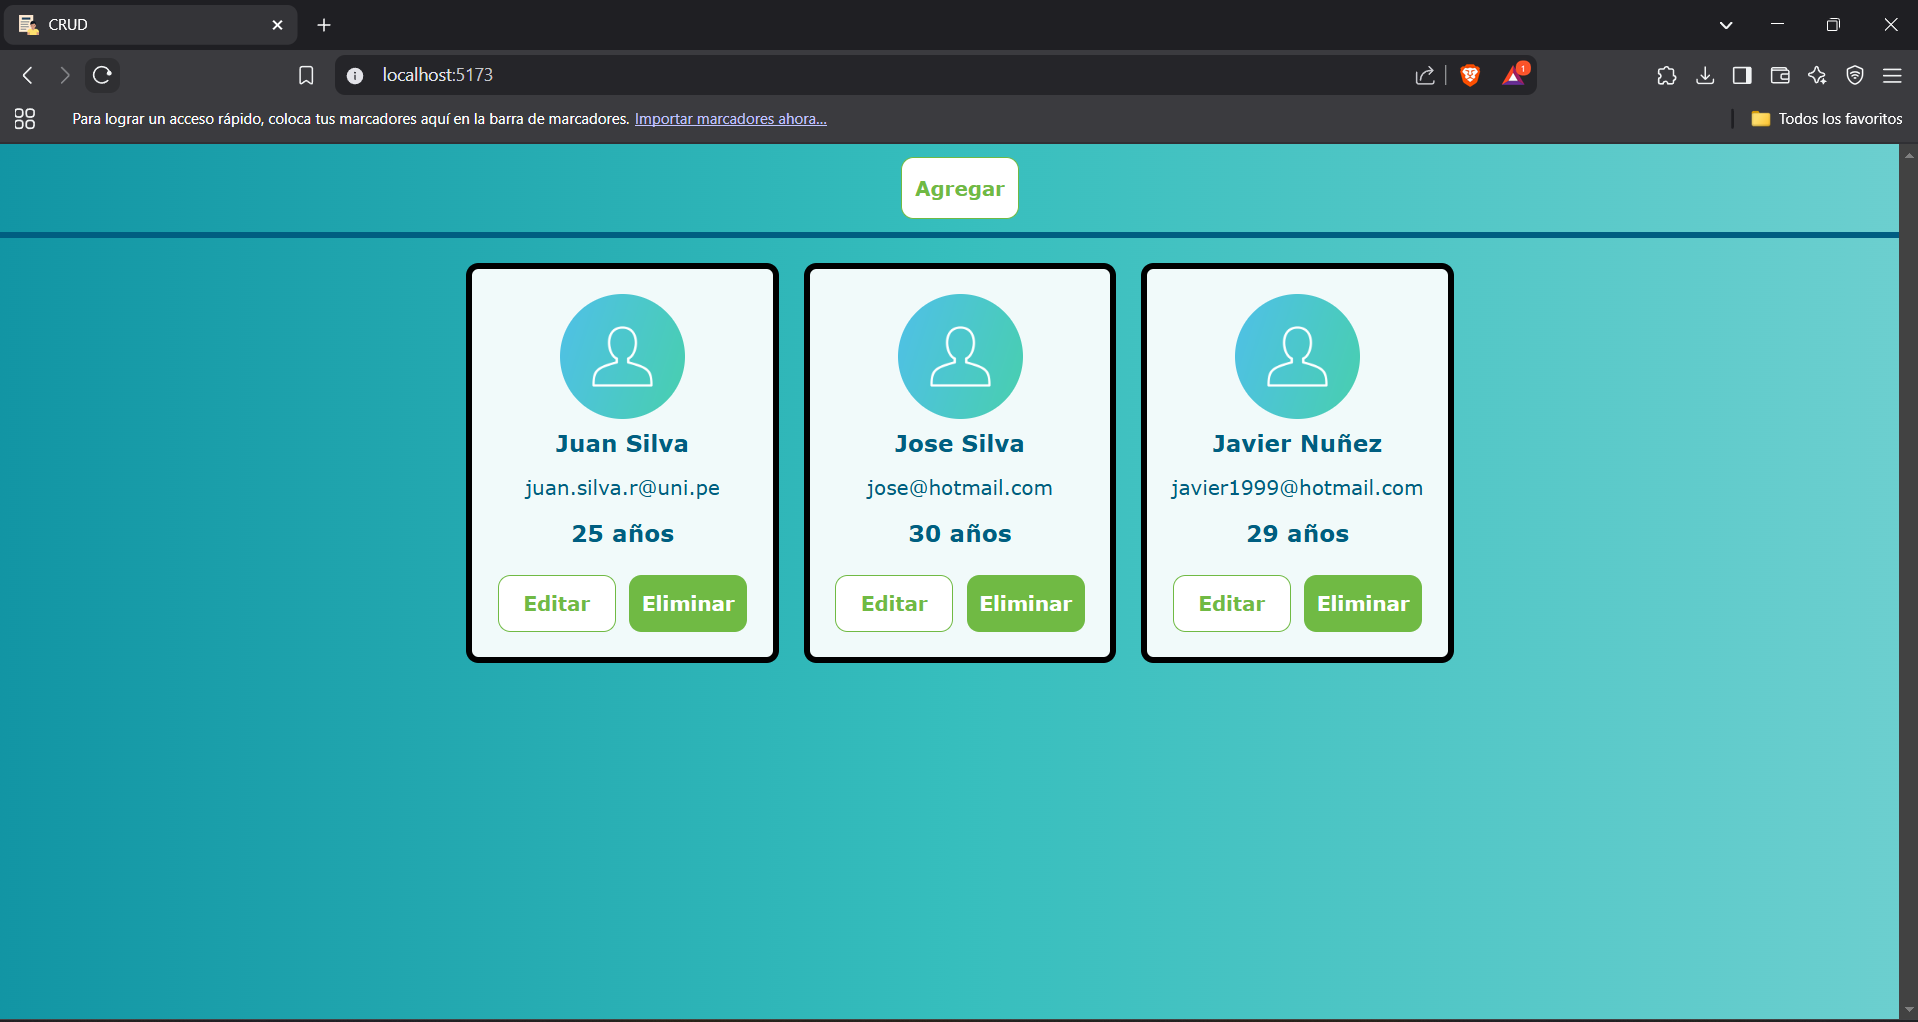 CRUD
localhost:5173
1
Para lograr un acceso rápido, coloca tus marcadores aquí en la barra de marcadores. Importar marcadores ahora...
Todos los favoritos
Agregar
Juan Silva
juan.silva.r@uni.pe
25 años
Editar Eliminar
Jose Silva
jose@hotmail.com
30 años
Editar Eliminar
Javier Nuñez
javier1999@hotmail.com
29 años
Editar Eliminar